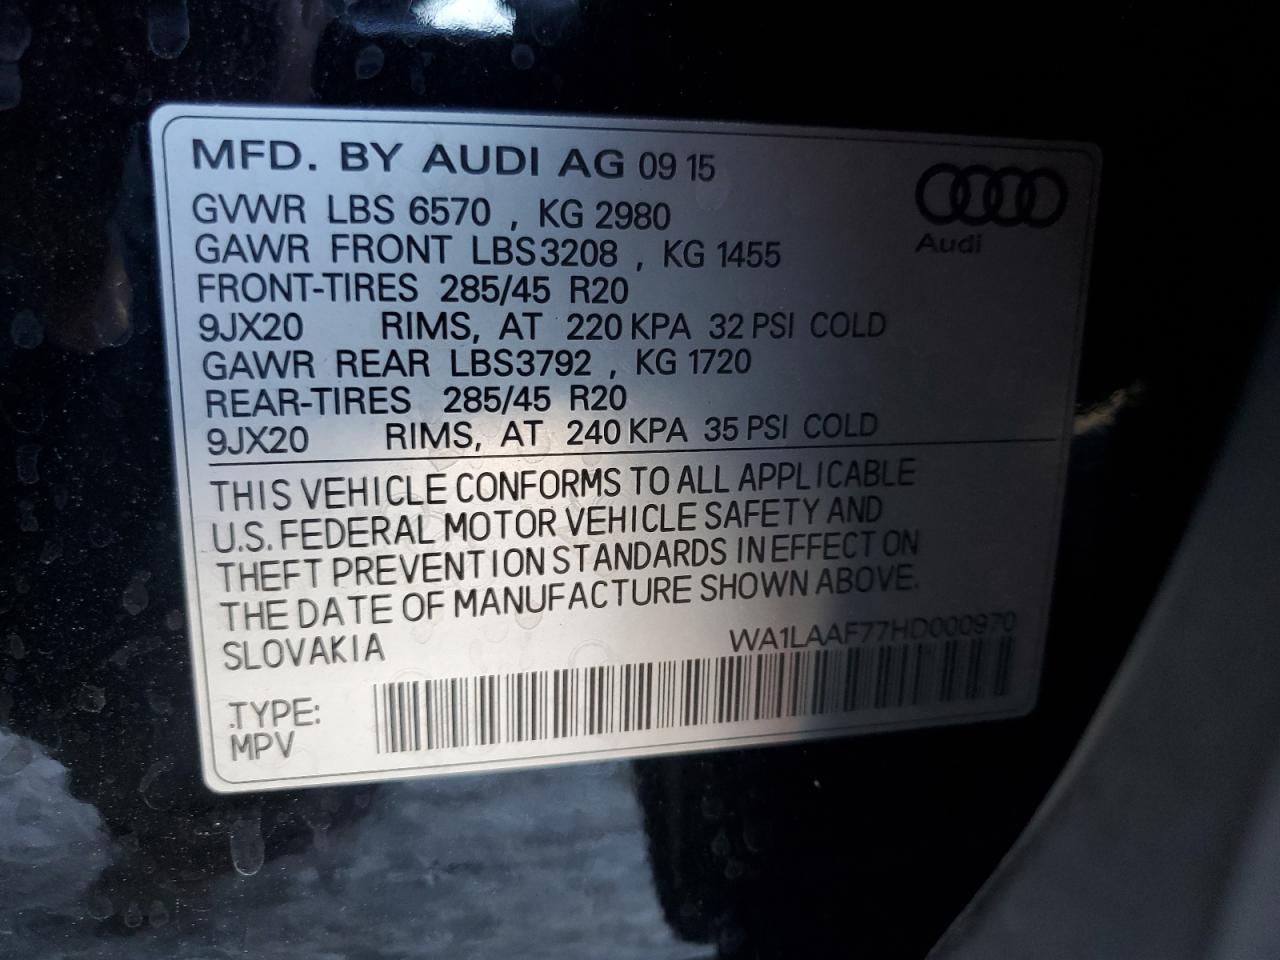 MFD. BY AUDI AG 09 15
GVWR LBS 6570 , KG 2980
GAWR FRONT LBS3208 , KG 1455
FRONT-TIRES 285/45 R20
9JX20 RIMS, AT 220 KPA 32 PSI COLD
GAWR REAR LBS3792 , KG 1720
REAR-TIRES 285/45 R20
9JX20 RIMS, AT 240 KPA 35 PSI COLD
Audi
THIS VEHICLE CONFORMS TO ALL APPLICABLE
U.S. FEDERAL MOTOR VEHICLE SAFETY AND
THEFT PREVENTION STANDARDS IN EFFECT ON
THE DATE OF MANUFACTURE SHOWN ABOVE.
SLOVAKIA WA1LAAF77HD000970
TYPE:
MPV